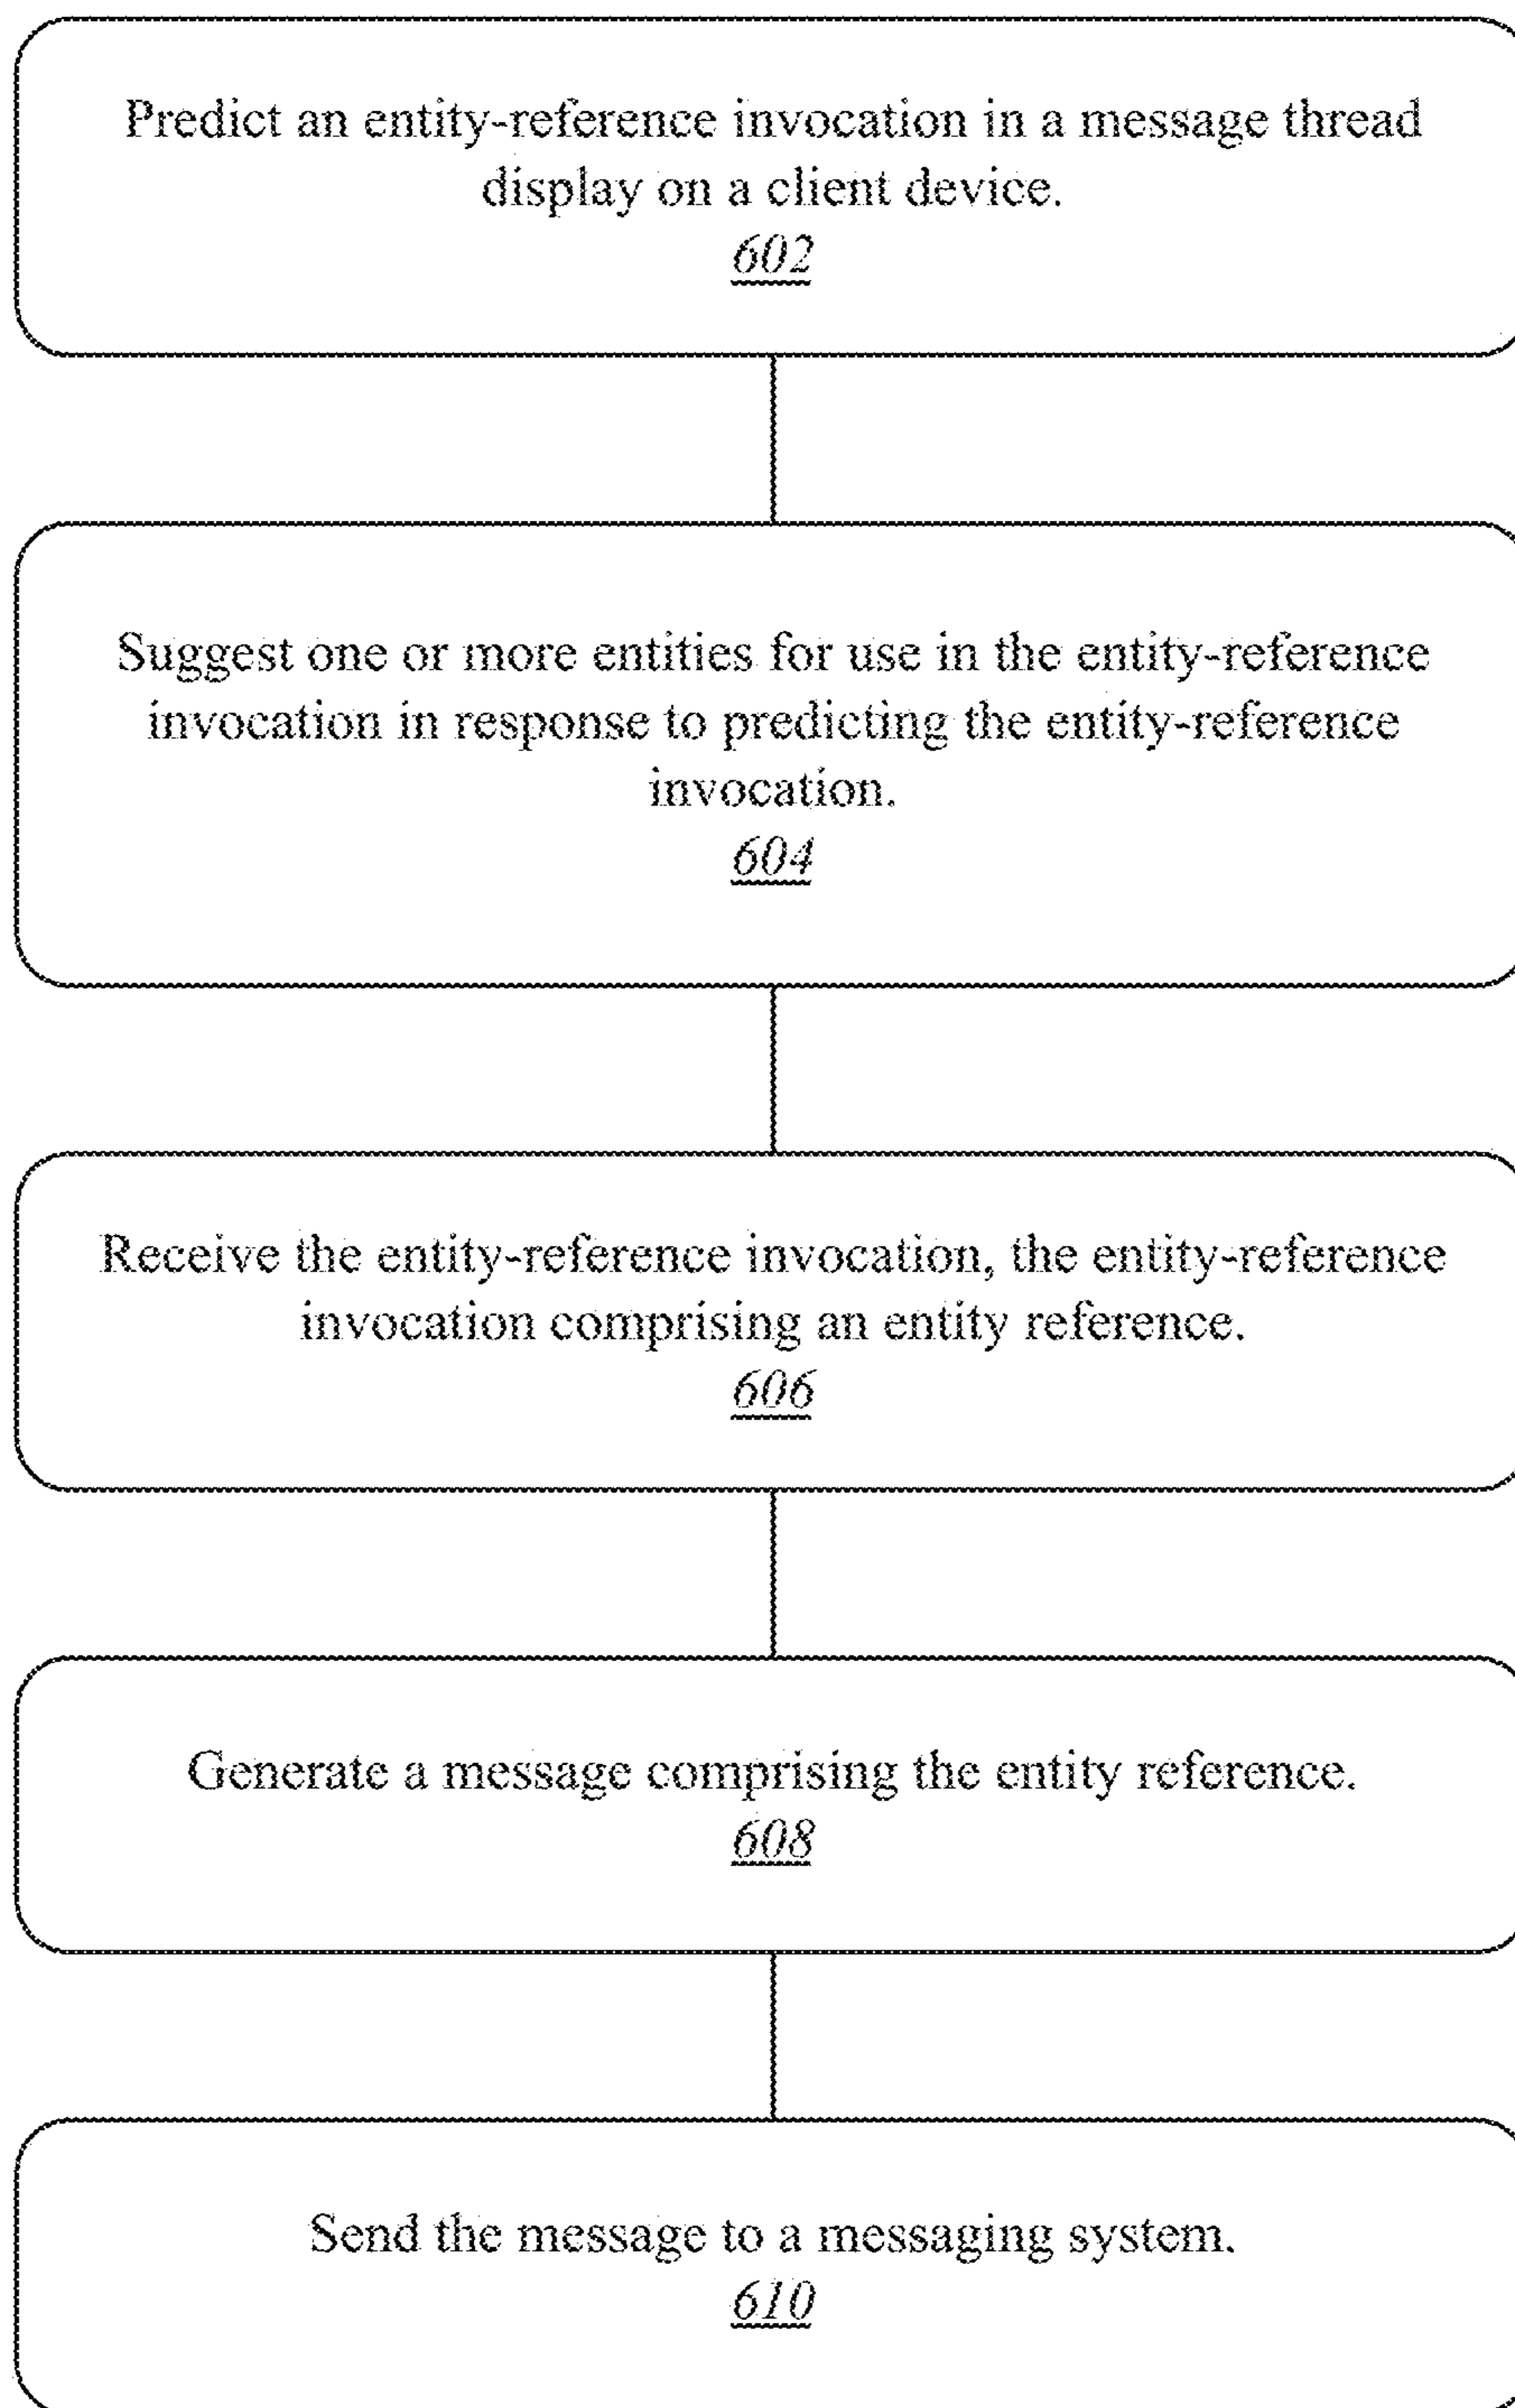 Predict an entity-reference invocation in a message thread
display on a client device.
602
Suggest one or more entities for use in the entity-reference
invocation in response to predicting the entity-reference
invocation.
604
Receive the entity-reference invocation, the entity-reference
invocation comprising an entity reference.
606
Generate a message comprising the entity reference.
608
Send the message to a messaging system.
610